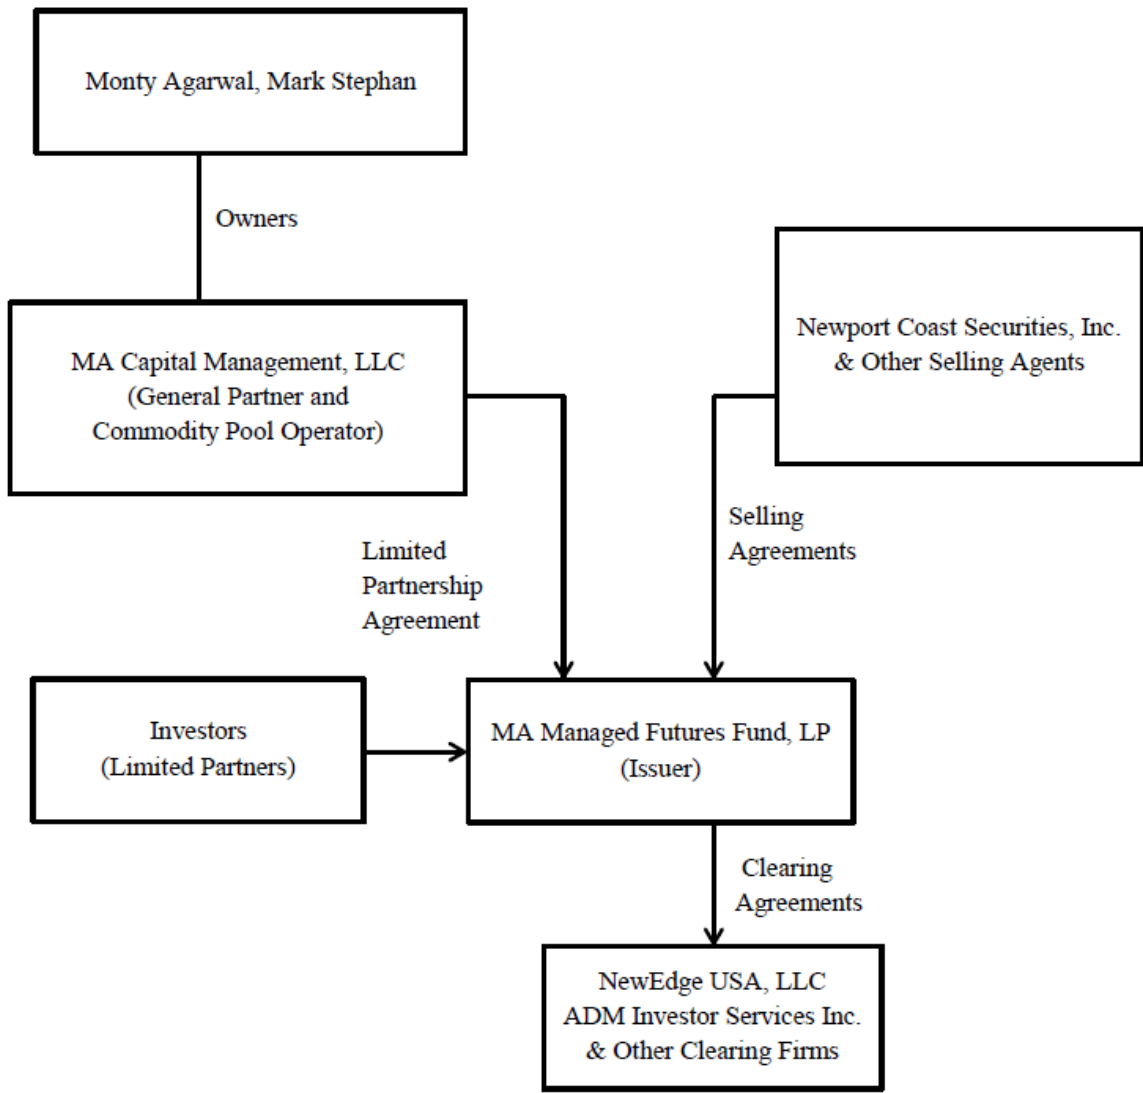 Monty Agarwal, Mark Stephan
Owners
MA Capital Management, LLC
(General Partner and
Commodity Pool Operator)
Newport Coast Securities, Inc.
& Other Selling Agents
Limited
Partnership
Agreement
Selling
Agreements
Investors
(Limited Partners)
MA Managed Futures Fund, LP
(Issuer)
Clearing
Agreements
NewEdge USA, LLC
ADM Investor Services Inc.
& Other Clearing Firms